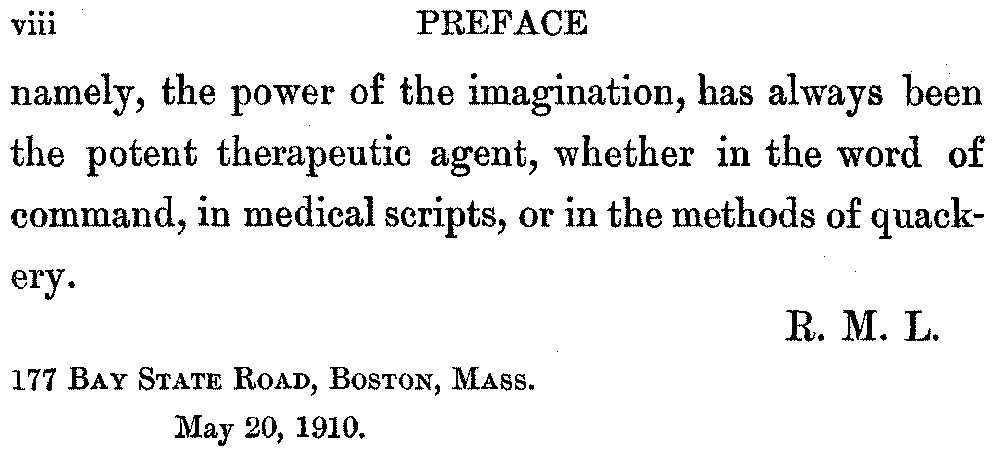 viii PREFACE
namely, the power of the imagination, has always been
the potent therapeutic agent, whether in the word of
command, in medical scripts, or in the methods of quack-
ery.
R. M. L.
177 Bay State Road, Boston, Mass.
May 20, 1910.